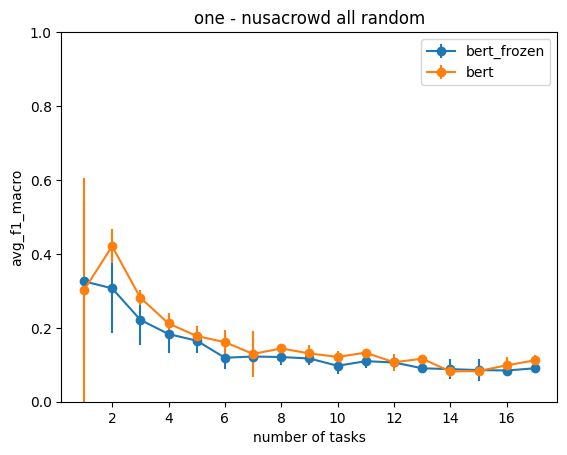 one - nusacrowd all random
1.0
0.8
0.6
0.4
0.2
0.0
avg_f1_macro
bert_frozen
bert
2 4 6 8 10 12 14 16
number of tasks